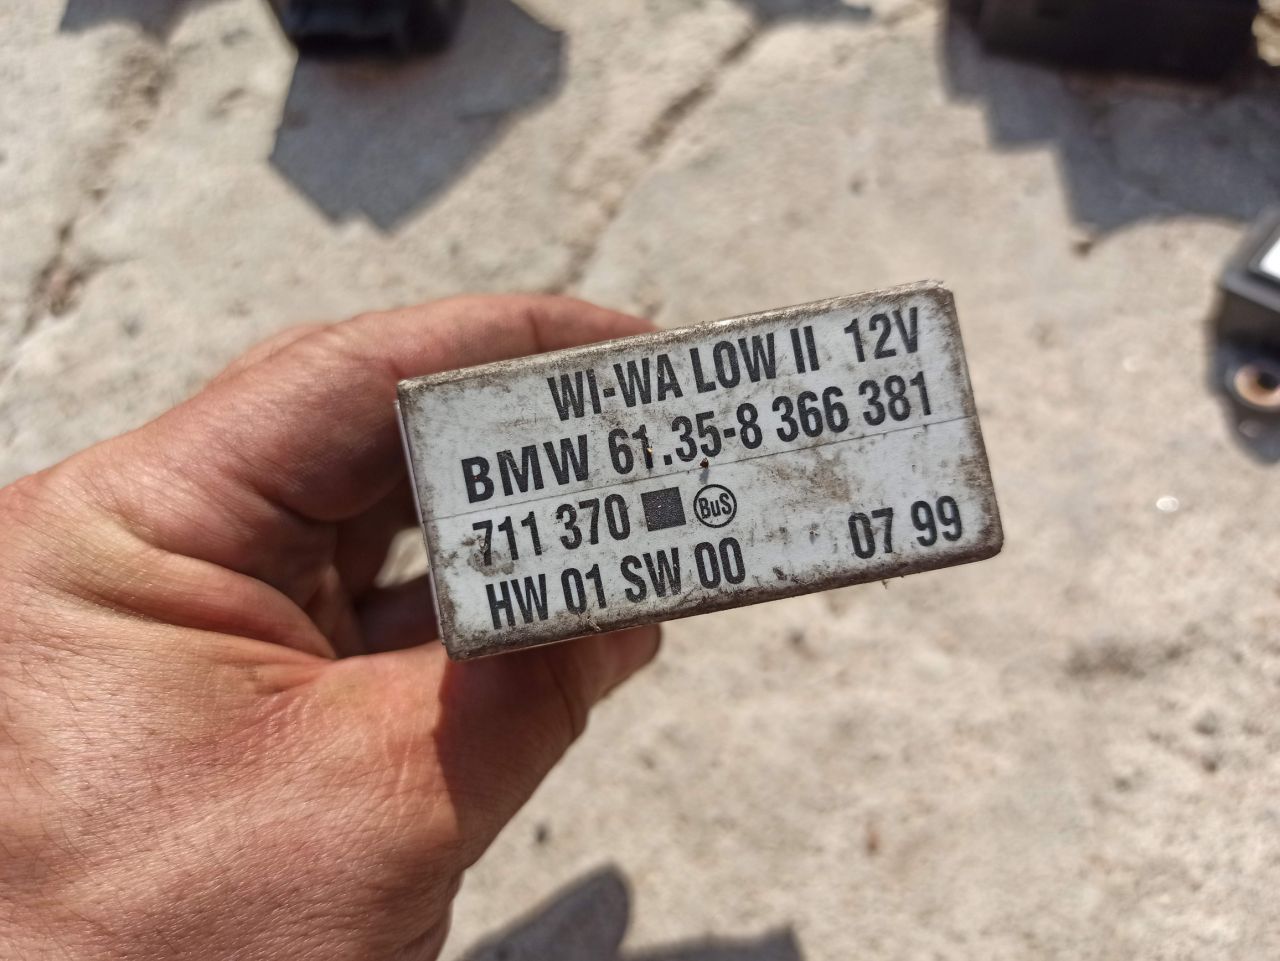 WI-WA LOW II 12V
BMW 61.35-8 366 381
711 370 BuS
HW 01 SW 00 07 99